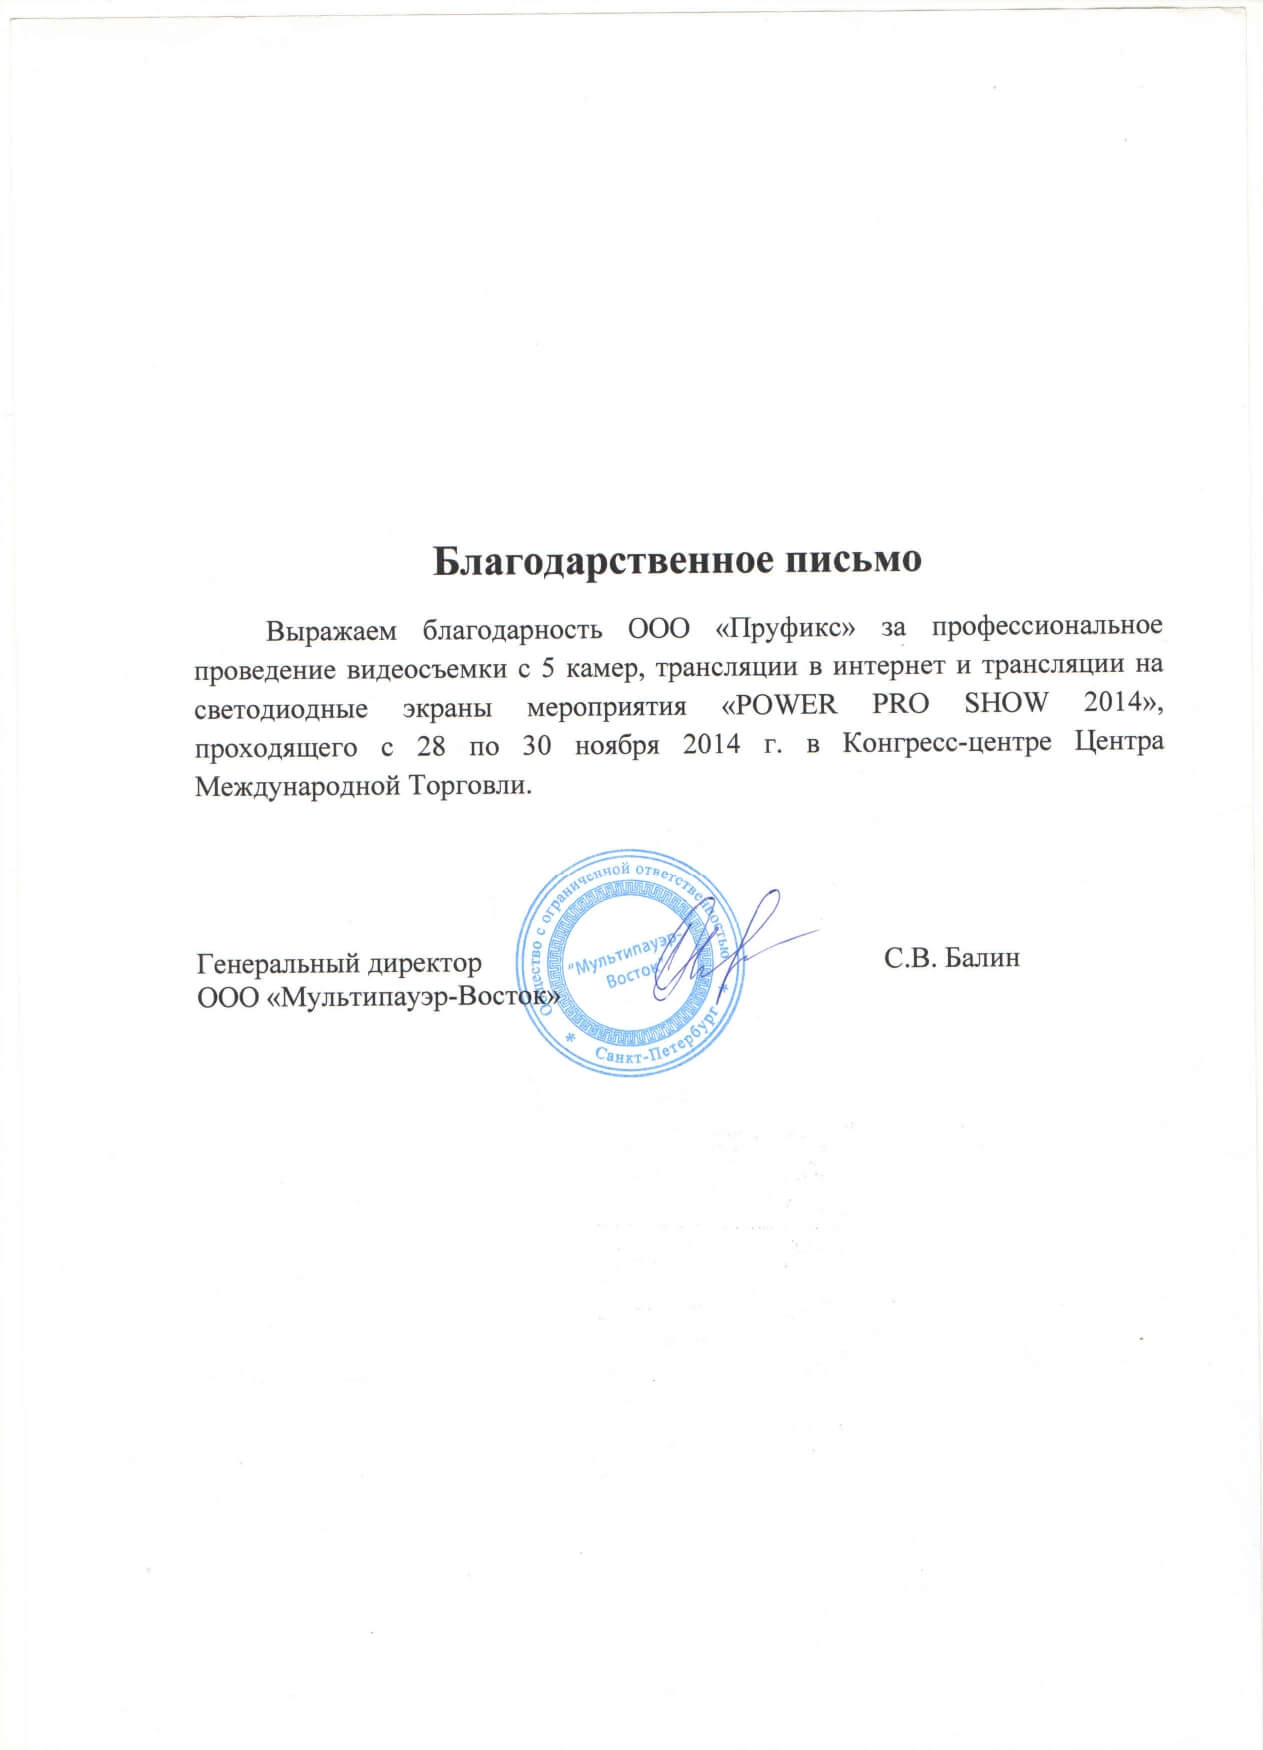 Благодарственное письмо
Выражаем благодарность ООО «Пруфикс» за профессиональное
проведение видеосъемки с 5 камер, трансляции в интернет и трансляции на
светодиодные экраны мероприятия «POWER PRO SHOW 2014»,
проходящего с 28 по 30 ноября 2014 г. в Конгресс-центре Центра
Международной Торговли.
Генеральный директор
ООО «Мультипауэр-Восток»
Общество с ограниченной ответственностью
"Мультипауэр-
Восток"
* Санкт-Петербург *
С.В. Балин